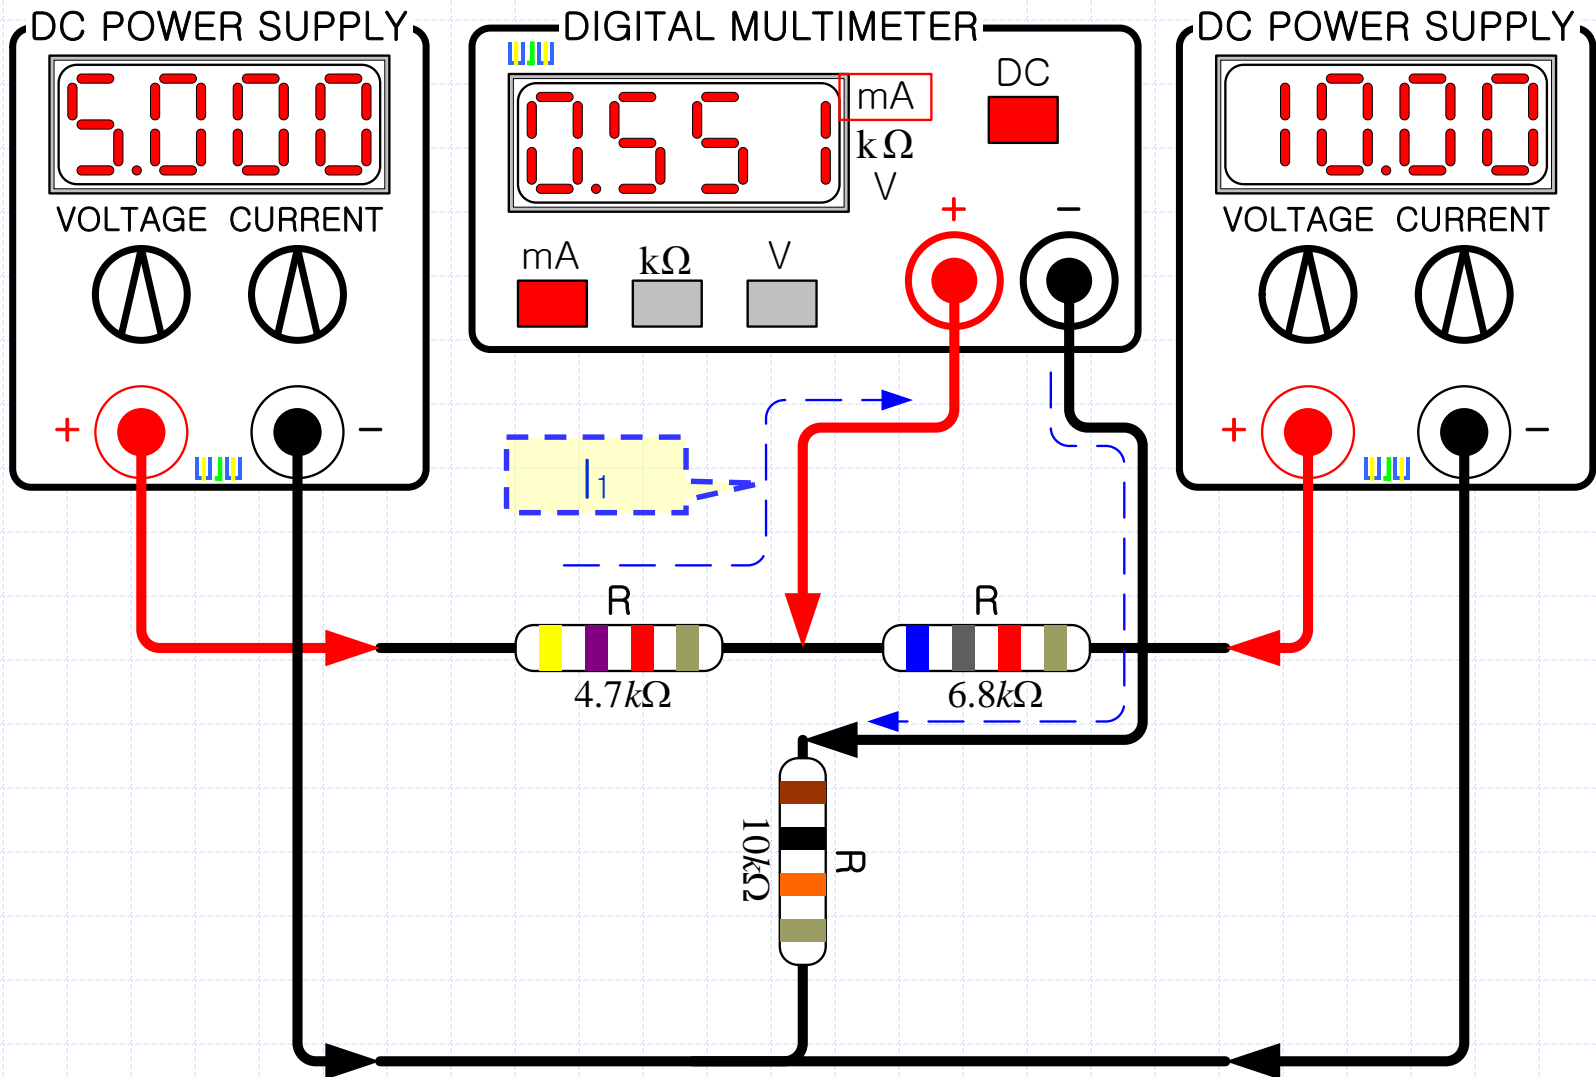 DC POWER SUPPLY
5.000
VOLTAGE CURRENT
+ −
DIGITAL MULTIMETER
0.551
mA
kΩ
V
DC
mA kΩ V
+ −
DC POWER SUPPLY
10.00
VOLTAGE CURRENT
+ −
I1
R
4.7kΩ
R
6.8kΩ
R
10kΩ